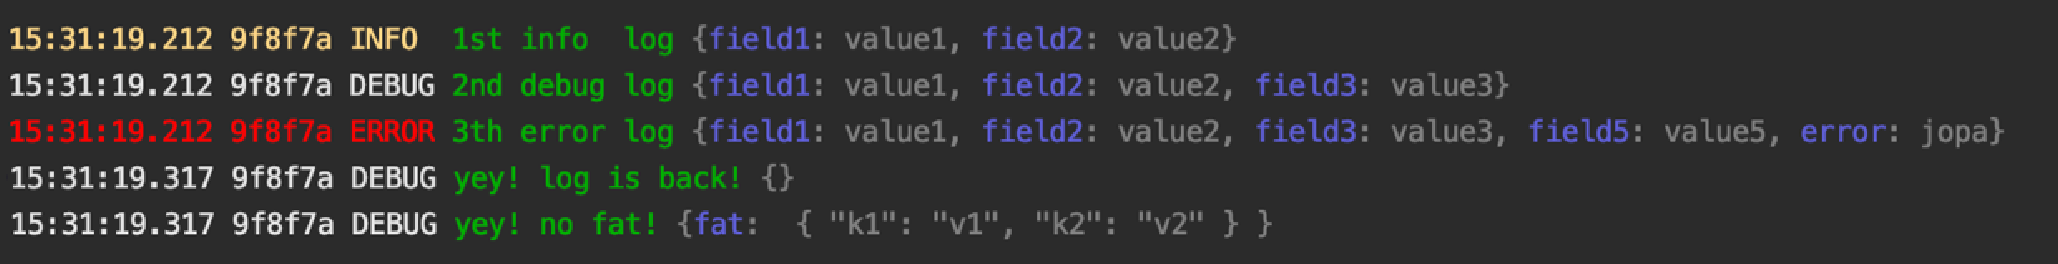 15:31:19.212 9f8f7a INFO  1st info  log {field1: value1, field2: value2}
15:31:19.212 9f8f7a DEBUG 2nd debug log {field1: value1, field2: value2, field3: value3}
15:31:19.212 9f8f7a ERROR 3th error log {field1: value1, field2: value2, field3: value3, field5: value5, error: jopa}
15:31:19.317 9f8f7a DEBUG yey! log is back! {}
15:31:19.317 9f8f7a DEBUG yey! no fat! {fat:  { "k1": "v1", "k2": "v2" } }